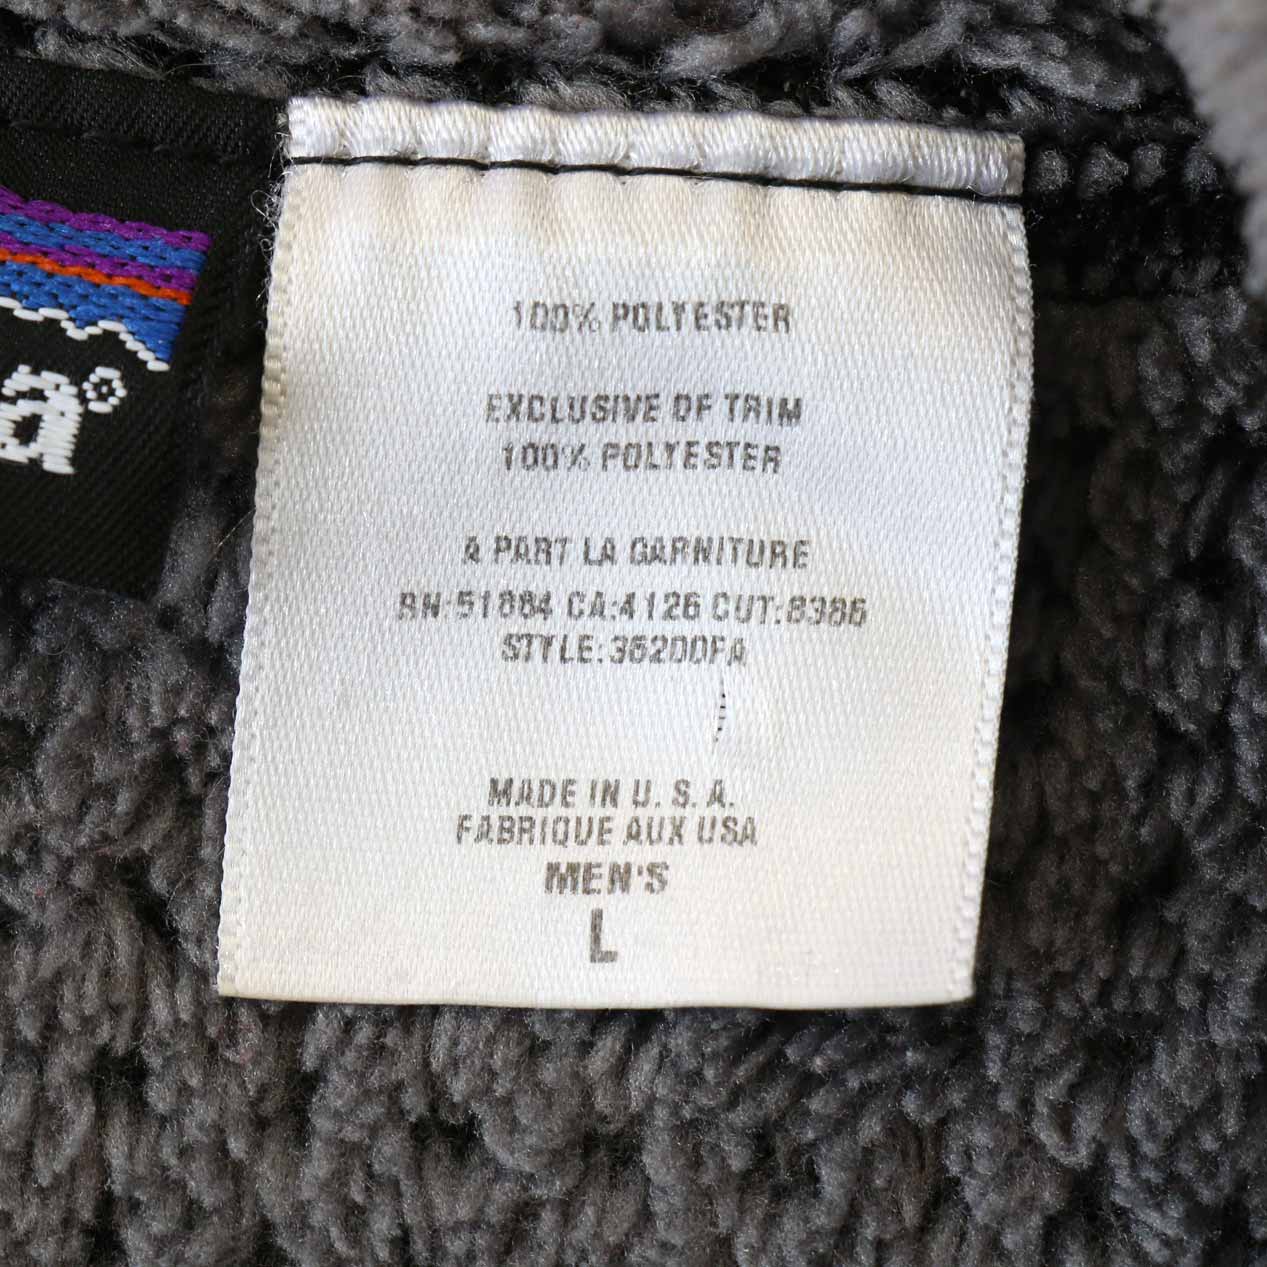 100% POLYESTER
EXCLUSIVE OF TRIM
100% POLYESTER
A PART LA GARNITURE
RN:51884 CA:4126 CUT:8386
STYLE:36200FA
MADE IN U.S.A.
FABRIQUE AUX USA
MEN'S
L
a®